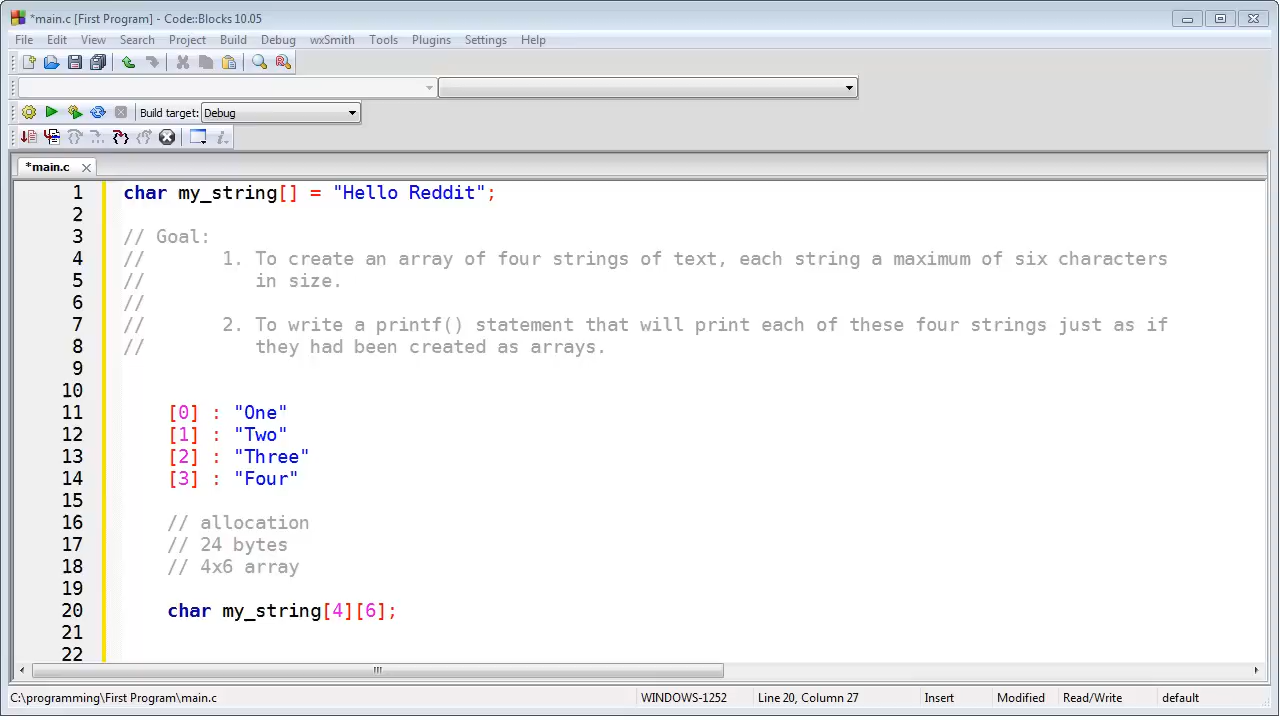 *main.c [First Program] - Code::Blocks 10.05
File Edit View Search Project Build Debug wxSmith Tools Plugins Settings Help
Build target: Debug
*main.c
1 char my_string[] = "Hello Reddit";
2
3 // Goal:
4 // 1. To create an array of four strings of text, each string a maximum of six characters
5 // in size.
6 //
7 // 2. To write a printf() statement that will print each of these four strings just as if
8 // they had been created as arrays.
9
10
11 [0] : "One"
12 [1] : "Two"
13 [2] : "Three"
14 [3] : "Four"
15
16 // allocation
17 // 24 bytes
18 // 4x6 array
19
20 char my_string[4][6];
21
22
C:\programming\First Program\main.c WINDOWS-1252 Line 20, Column 27 Insert Modified Read/Write default